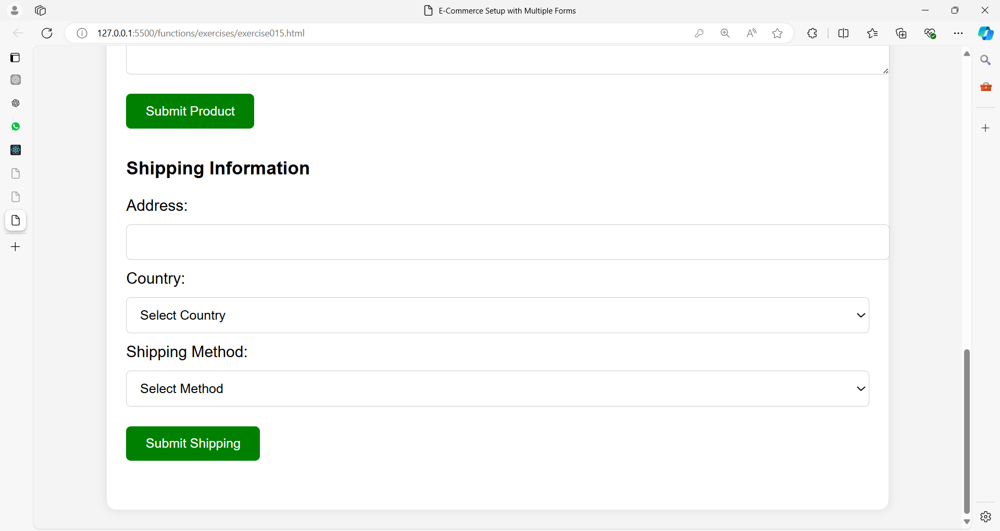 E-Commerce Setup with Multiple Forms
127.0.0.1:5500/functions/exercises/exercise015.html
Submit Product
Shipping Information
Address:
Country:
Select Country
Shipping Method:
Select Method
Submit Shipping